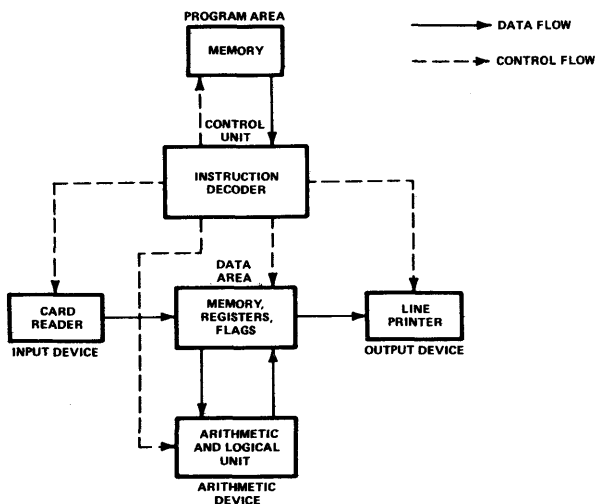 PROGRAM AREA
MEMORY
DATA FLOW
CONTROL FLOW
CONTROL
UNIT
INSTRUCTION
DECODER
DATA
AREA
CARD
READER
INPUT DEVICE
MEMORY,
REGISTERS,
FLAGS
LINE
PRINTER
OUTPUT DEVICE
ARITHMETIC
AND LOGICAL
UNIT
ARITHMETIC
DEVICE